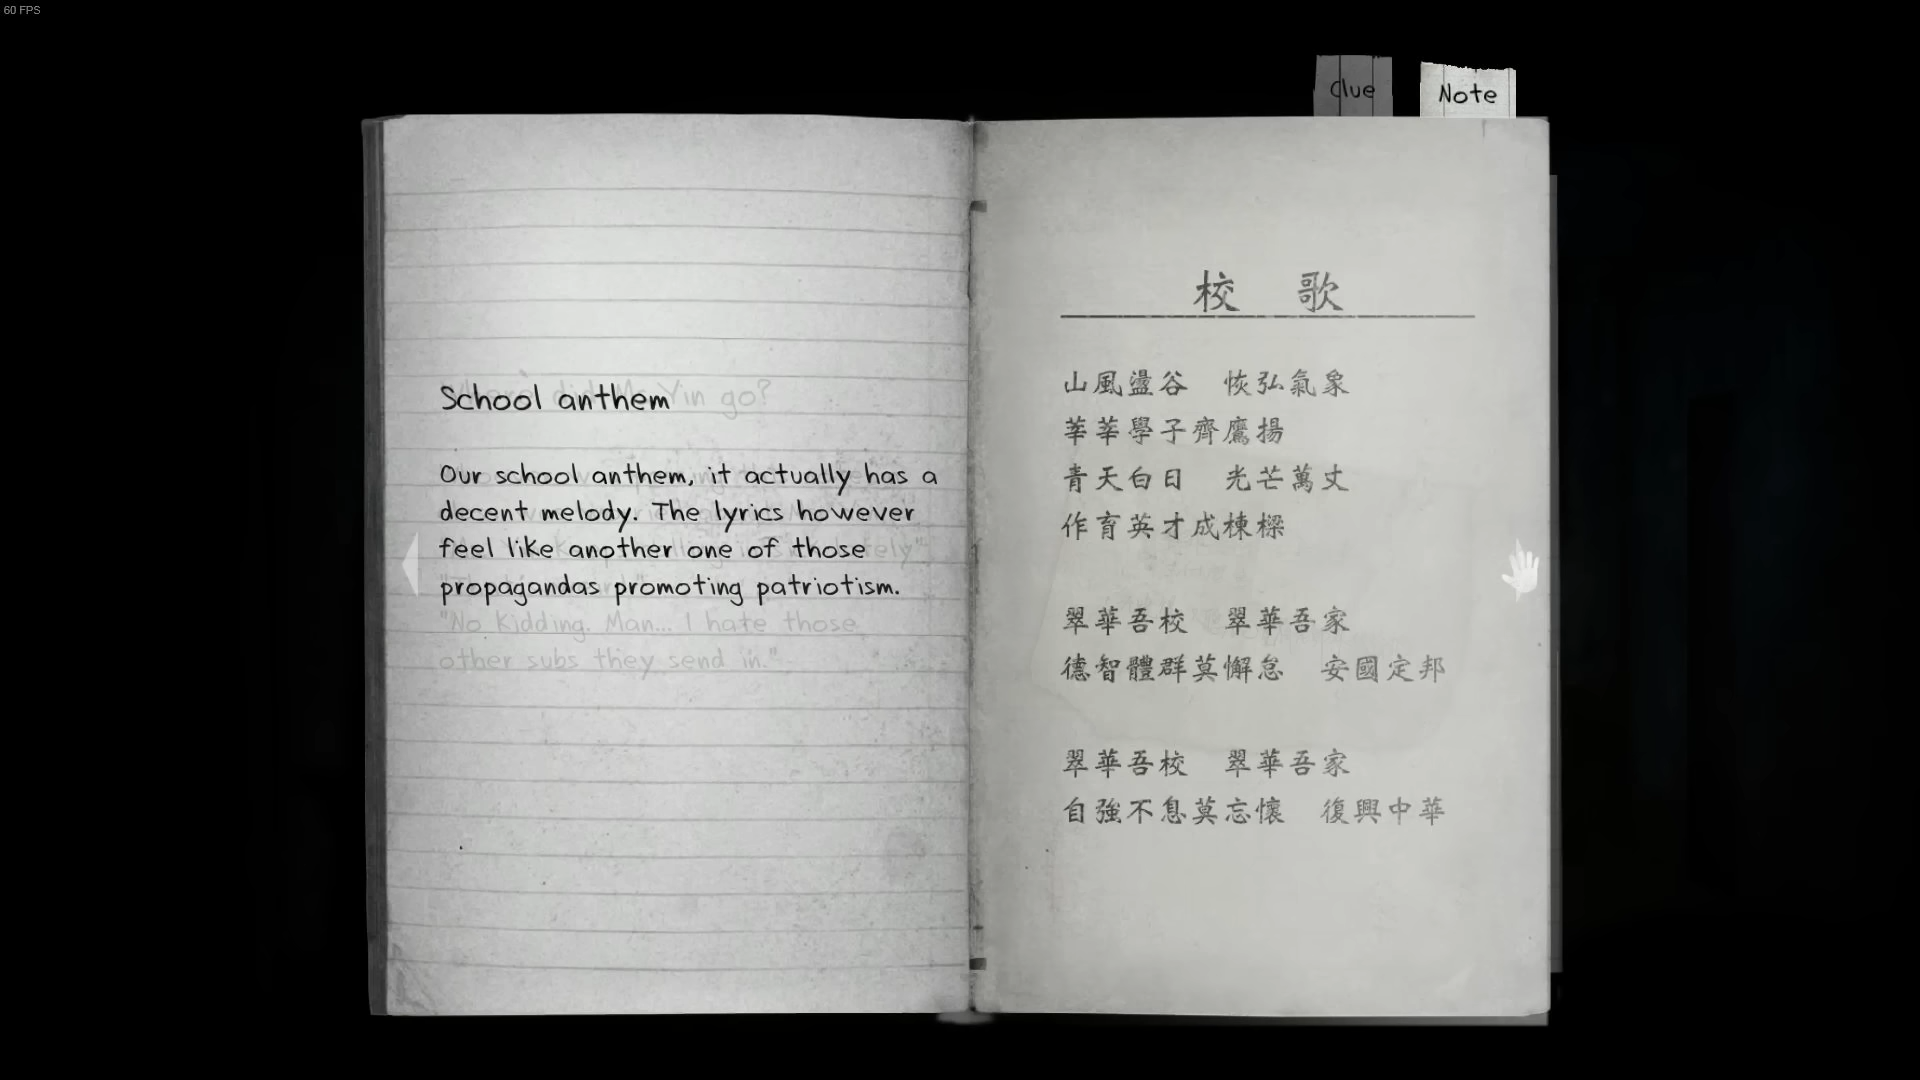 60 FPS
Clue
Note
School anthem
Our school anthem, it actually has a
decent melody. The lyrics however
feel like another one of those
propagandas promoting patriotism.
"No kidding. Man... I hate those
other subs they send in."
校 歌
山風盪谷 恢弘氣象
莘莘學子齊鷹揚
青天白日 光芒萬丈
作育英才成棟樑
翠華吾校 翠華吾家
德智體群莫懈怠 安國定邦
翠華吾校 翠華吾家
自強不息莫忘懷 復興中華